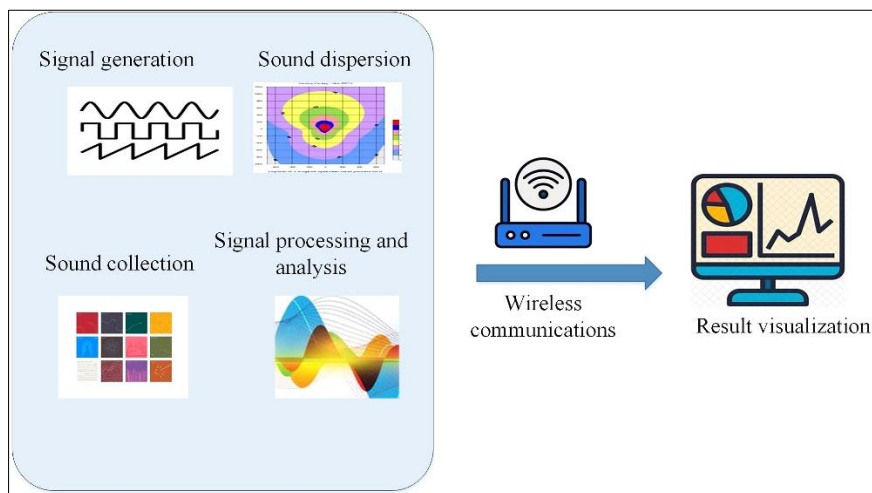 Signal generation
Sound dispersion
Sound collection
Signal processing and
analysis
Wireless
communications
Result visualization